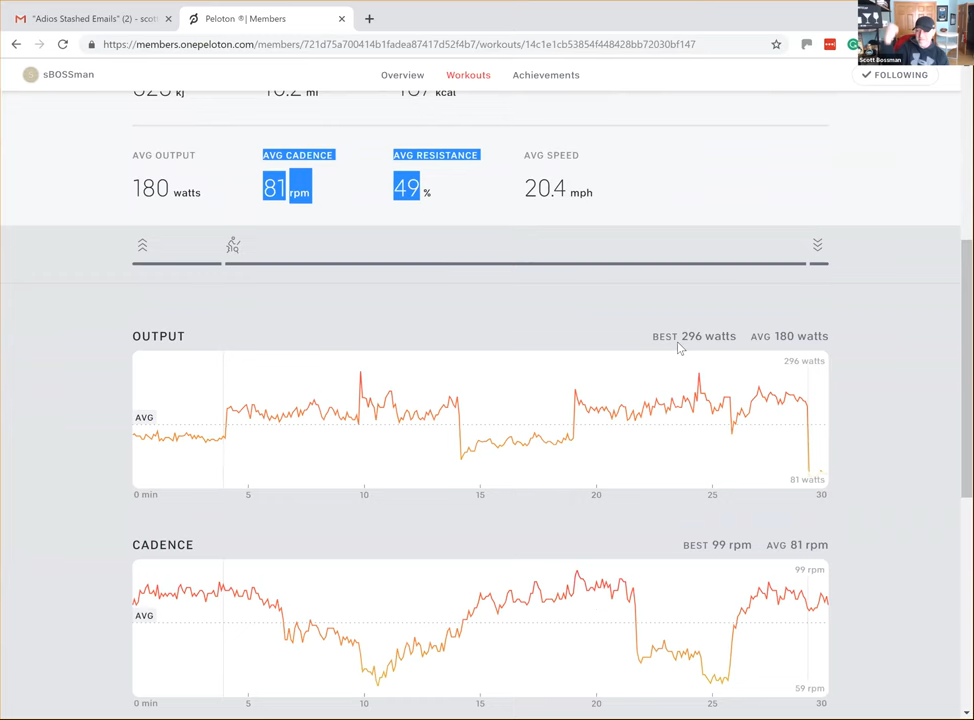 "Adios Stashed Emails" (2) - scot
Peloton ®| Members
https://members.onepeloton.com/members/721d75a700414b1fadea87417d52f4b7/workouts/14c1e1cb53854f448428bb72030bf147
Scott Bossman
S
sBOSSman
Overview
Workouts
Achievements
FOLLOWING
kj
mi
kcal
AVG OUTPUT
AVG CADENCE
AVG RESISTANCE
AVG SPEED
180 watts
81 rpm
49 %
20.4 mph
IQ
OUTPUT
BEST 296 watts
AVG 180 watts
296 watts
AVG
81 watts
0 min
5
10
15
20
25
30
CADENCE
BEST 99 rpm
AVG 81 rpm
99 rpm
AVG
59 rpm
0 min
5
10
15
20
25
30